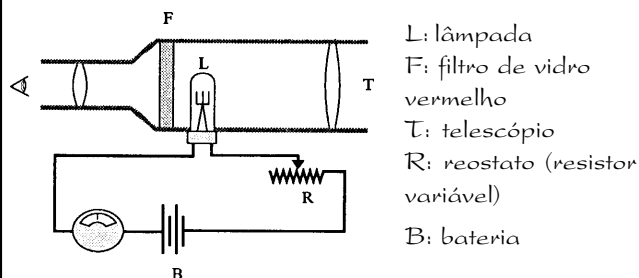 F
L
T
R
B
L: lâmpada
F: filtro de vidro
vermelho
T: telescópio
R: reostato (resistor
variável)
B: bateria